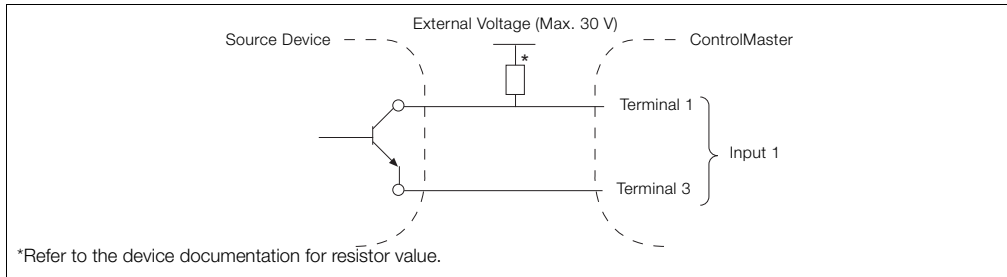 External Voltage (Max. 30 V)
Source Device
ControlMaster
*
Terminal 1
Input 1
Terminal 3
*Refer to the device documentation for resistor value.